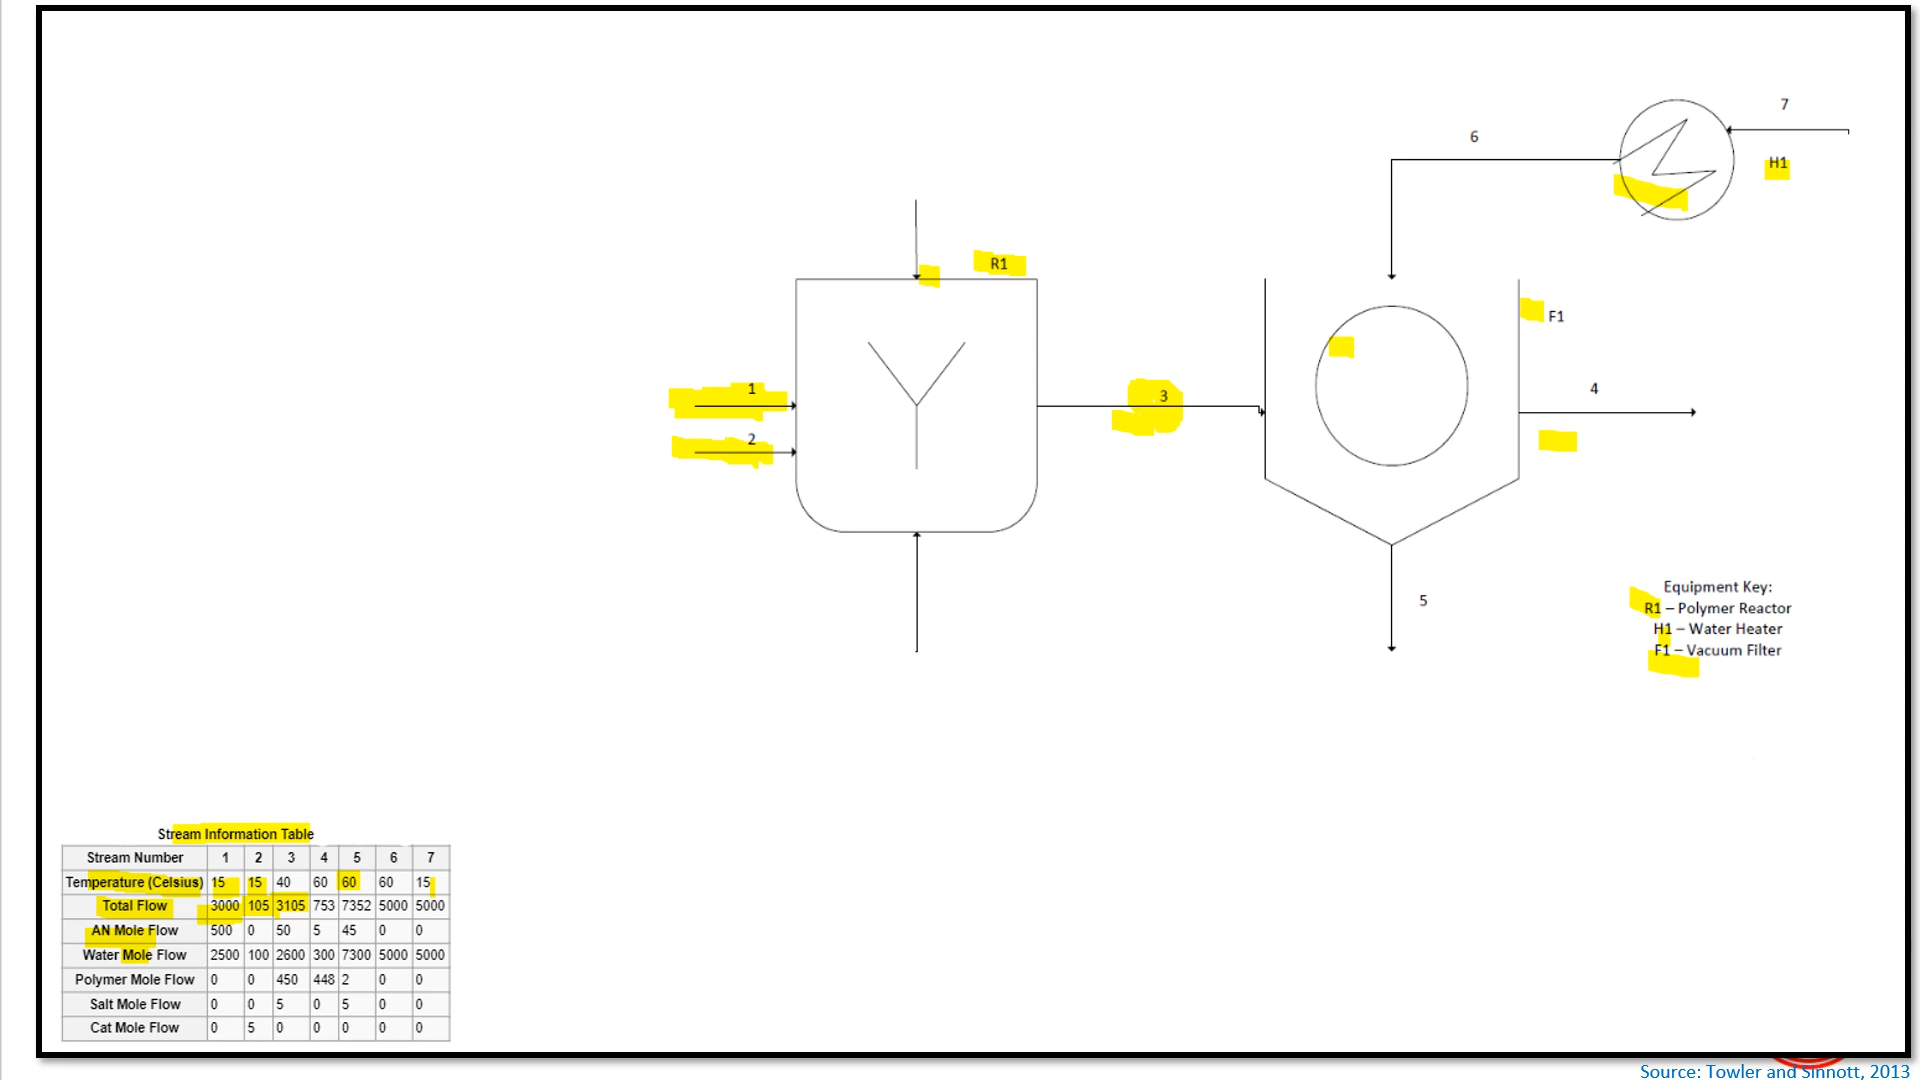 7
6
H1
R1
F1
1
3
4
2
5
Equipment Key:
R1 – Polymer Reactor
H1 – Water Heater
F1 – Vacuum Filter
Stream Information Table
Stream Number 1 2 3 4 5 6 7
Temperature (Celsius) 15 15 40 60 60 60 15
Total Flow 3000 105 3105 753 7352 5000 5000
AN Mole Flow 500 0 50 5 45 0 0
Water Mole Flow 2500 100 2600 300 7300 5000 5000
Polymer Mole Flow 0 0 450 448 2 0 0
Salt Mole Flow 0 0 5 0 5 0 0
Cat Mole Flow 0 5 0 0 0 0 0
Source: Towler and Sinnott, 2013